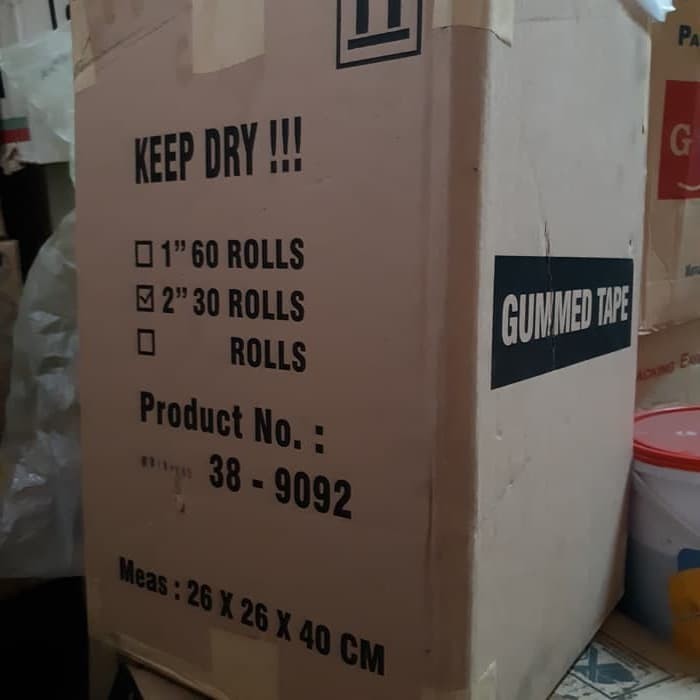 KEEP DRY !!!
1" 60 ROLLS
2" 30 ROLLS
ROLLS
Product No. :
38 - 9092
Meas : 26 X 26 X 40 CM
GUMMED TAPE
G